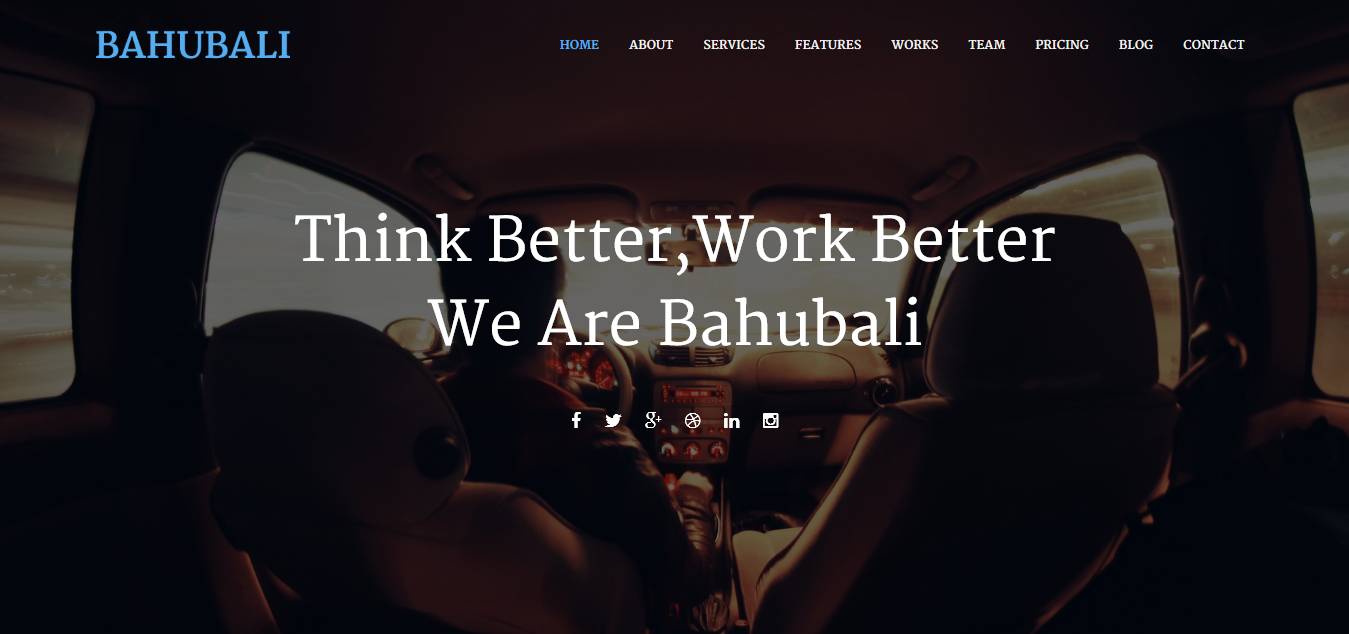 BAHUBALI
HOME ABOUT SERVICES FEATURES WORKS TEAM PRICING BLOG CONTACT
Think Better,Work Better
We Are Bahubali